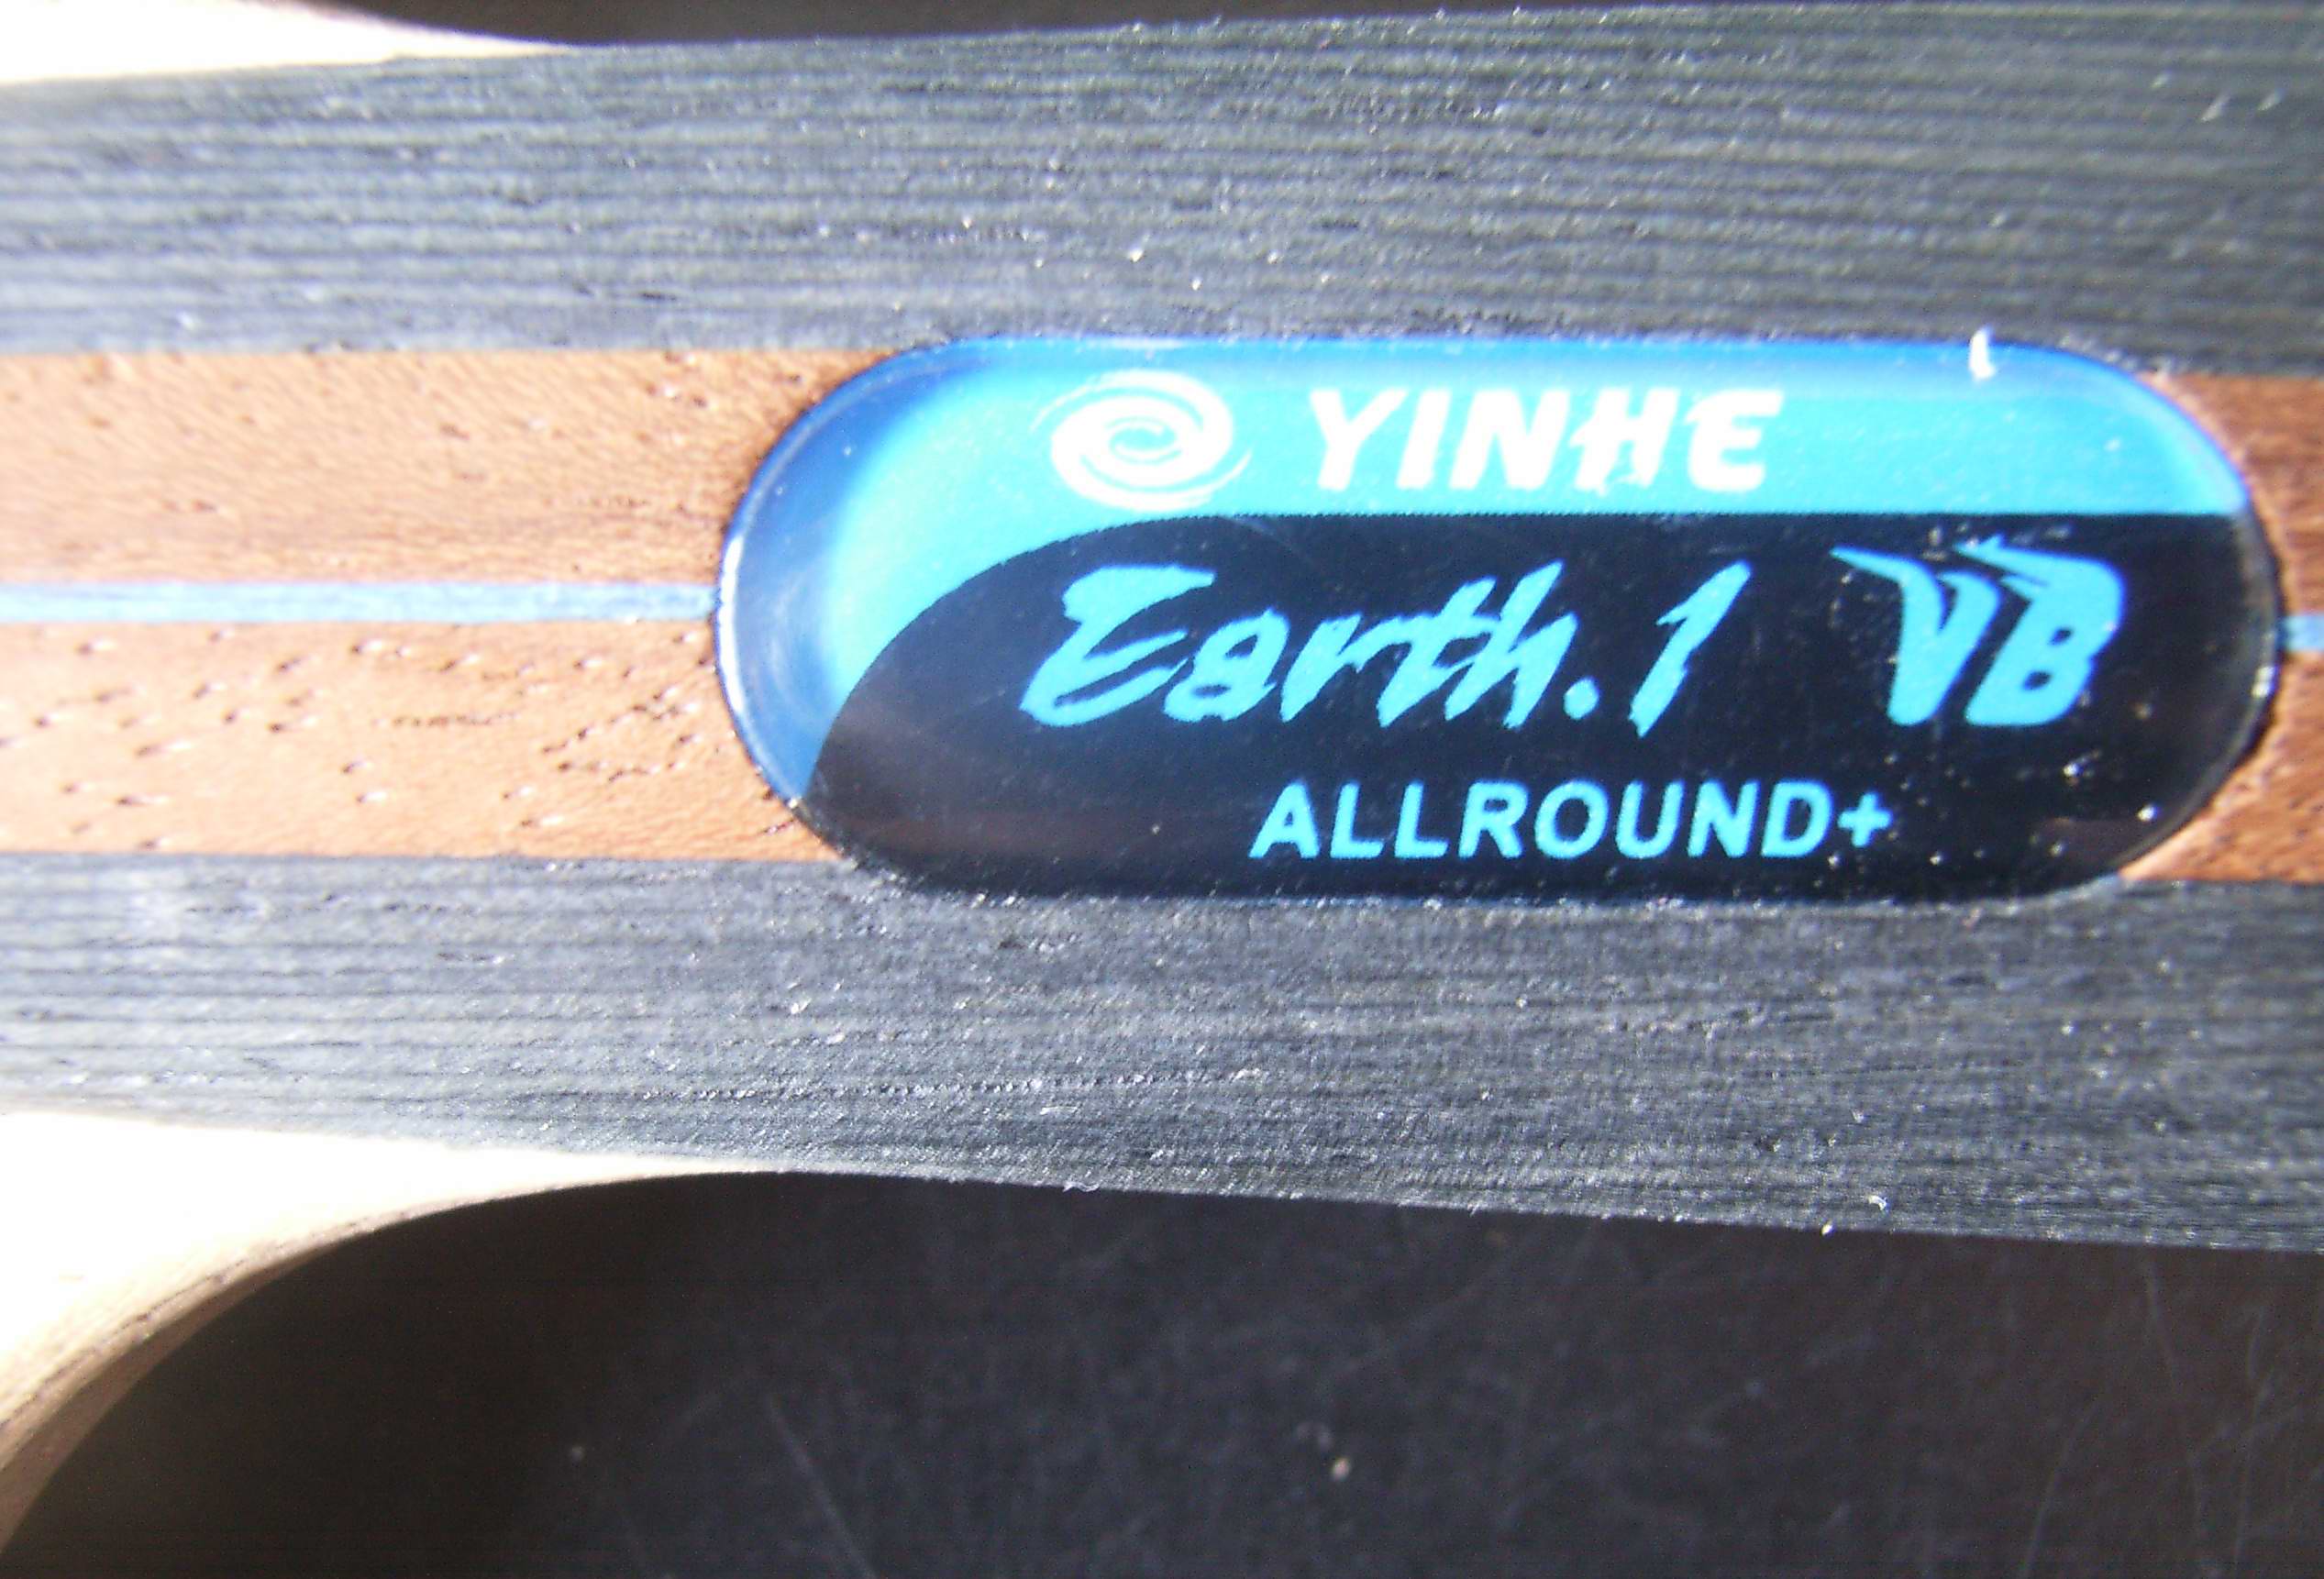 YINHE
Earth.1 VB
ALLROUND+